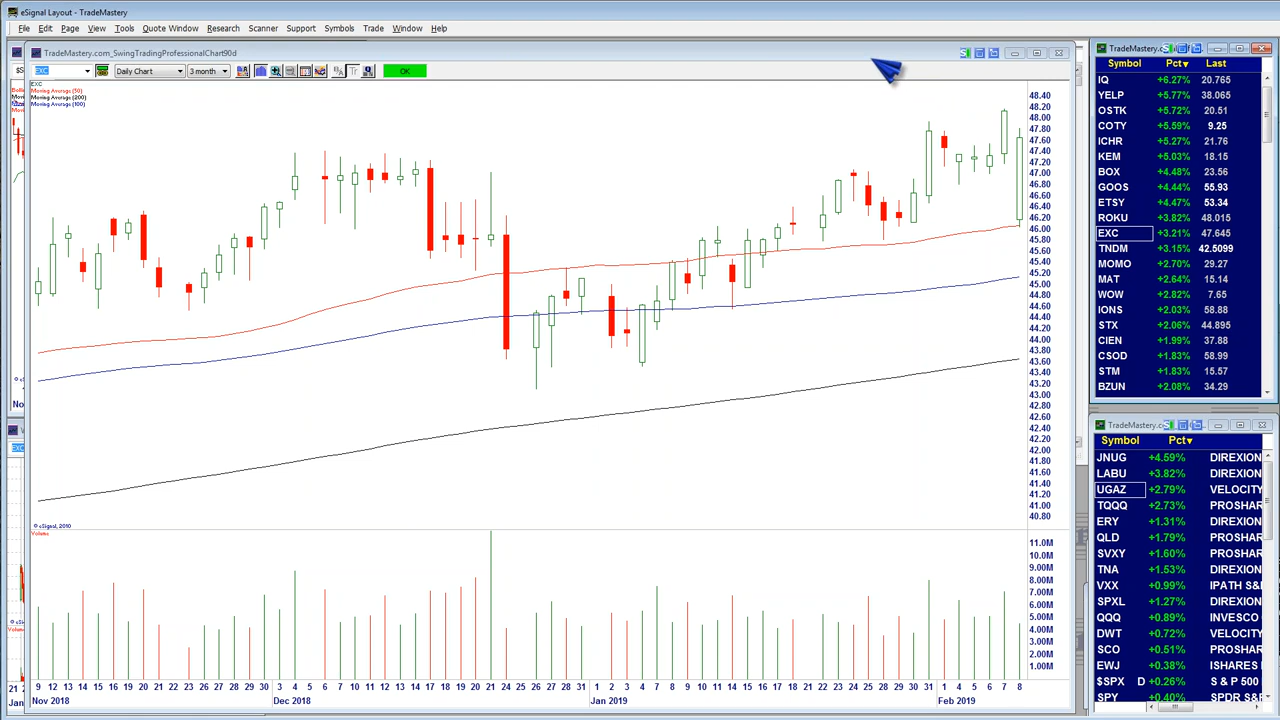 eSignal Layout - TradeMastery
File Edit Page View Tools Quote Window Research Scanner Support Symbols Trade Window Help
TradeMastery.com_SwingTradingProfessionalChart90d
EXC Daily Chart 3 month OK
EXC
Moving Average (50)
Moving Average (200)
Moving Average (100)
48.40
48.20
48.00
47.80
47.60
47.40
47.20
47.00
46.80
46.60
46.40
46.20
46.00
45.80
45.60
45.40
45.20
45.00
44.80
44.60
44.40
44.20
44.00
43.80
43.60
43.40
43.20
43.00
42.80
42.60
42.40
42.20
42.00
41.80
41.60
41.40
41.20
41.00
40.80
© eSignal, 2010
Volume
11.0M
10.0M
9.00M
8.00M
7.00M
6.00M
5.00M
4.00M
3.00M
2.00M
1.00M
9 12 13 14 15 16 19 20 21 22 23 26 27 28 29 30 3 4 5 6 7 10 11 12 13 14 17 18 19 20 21 24 26 27 28 31 1 2 3 4 7 8 9 10 11 14 15 16 17 18 21 22 23 24 25 28 29 30 31 1 4 5 6 7 8
Nov 2018 Dec 2018 Jan 2019 Feb 2019
TradeMastery.c
Symbol Pct▾ Last
IQ +6.27% 20.765
YELP +5.77% 38.065
OSTK +5.72% 20.51
COTY +5.59% 9.25
ICHR +5.27% 21.76
KEM +5.03% 18.15
BOX +4.48% 23.56
GOOS +4.44% 55.93
ETSY +4.47% 53.34
ROKU +3.82% 48.015
EXC +3.21% 47.645
TNDM +3.15% 42.5099
MOMO +2.70% 29.27
MAT +2.64% 15.14
WOW +2.82% 7.65
IONS +2.03% 58.88
STX +2.06% 44.895
CIEN +1.99% 37.88
CSOD +1.83% 58.99
STM +1.83% 15.57
BZUN +2.08% 34.29
TradeMastery.c
Symbol Pct▾
JNUG +4.59% DIREXION
LABU +3.82% DIREXION
UGAZ +2.79% VELOCITY
TQQQ +2.73% PROSHAR
ERY +1.31% DIREXION
QLD +1.79% PROSHAR
SVXY +1.60% PROSHAR
TNA +1.53% DIREXION
VXX +0.99% IPATH S&
SPXL +1.27% DIREXION
QQQ +0.89% INVESCO
DWT +0.72% VELOCITY
SCO +0.51% PROSHAR
EWJ +0.38% ISHARES
$SPX D +0.26% S & P 500
SPY +0.40% SPDR S&